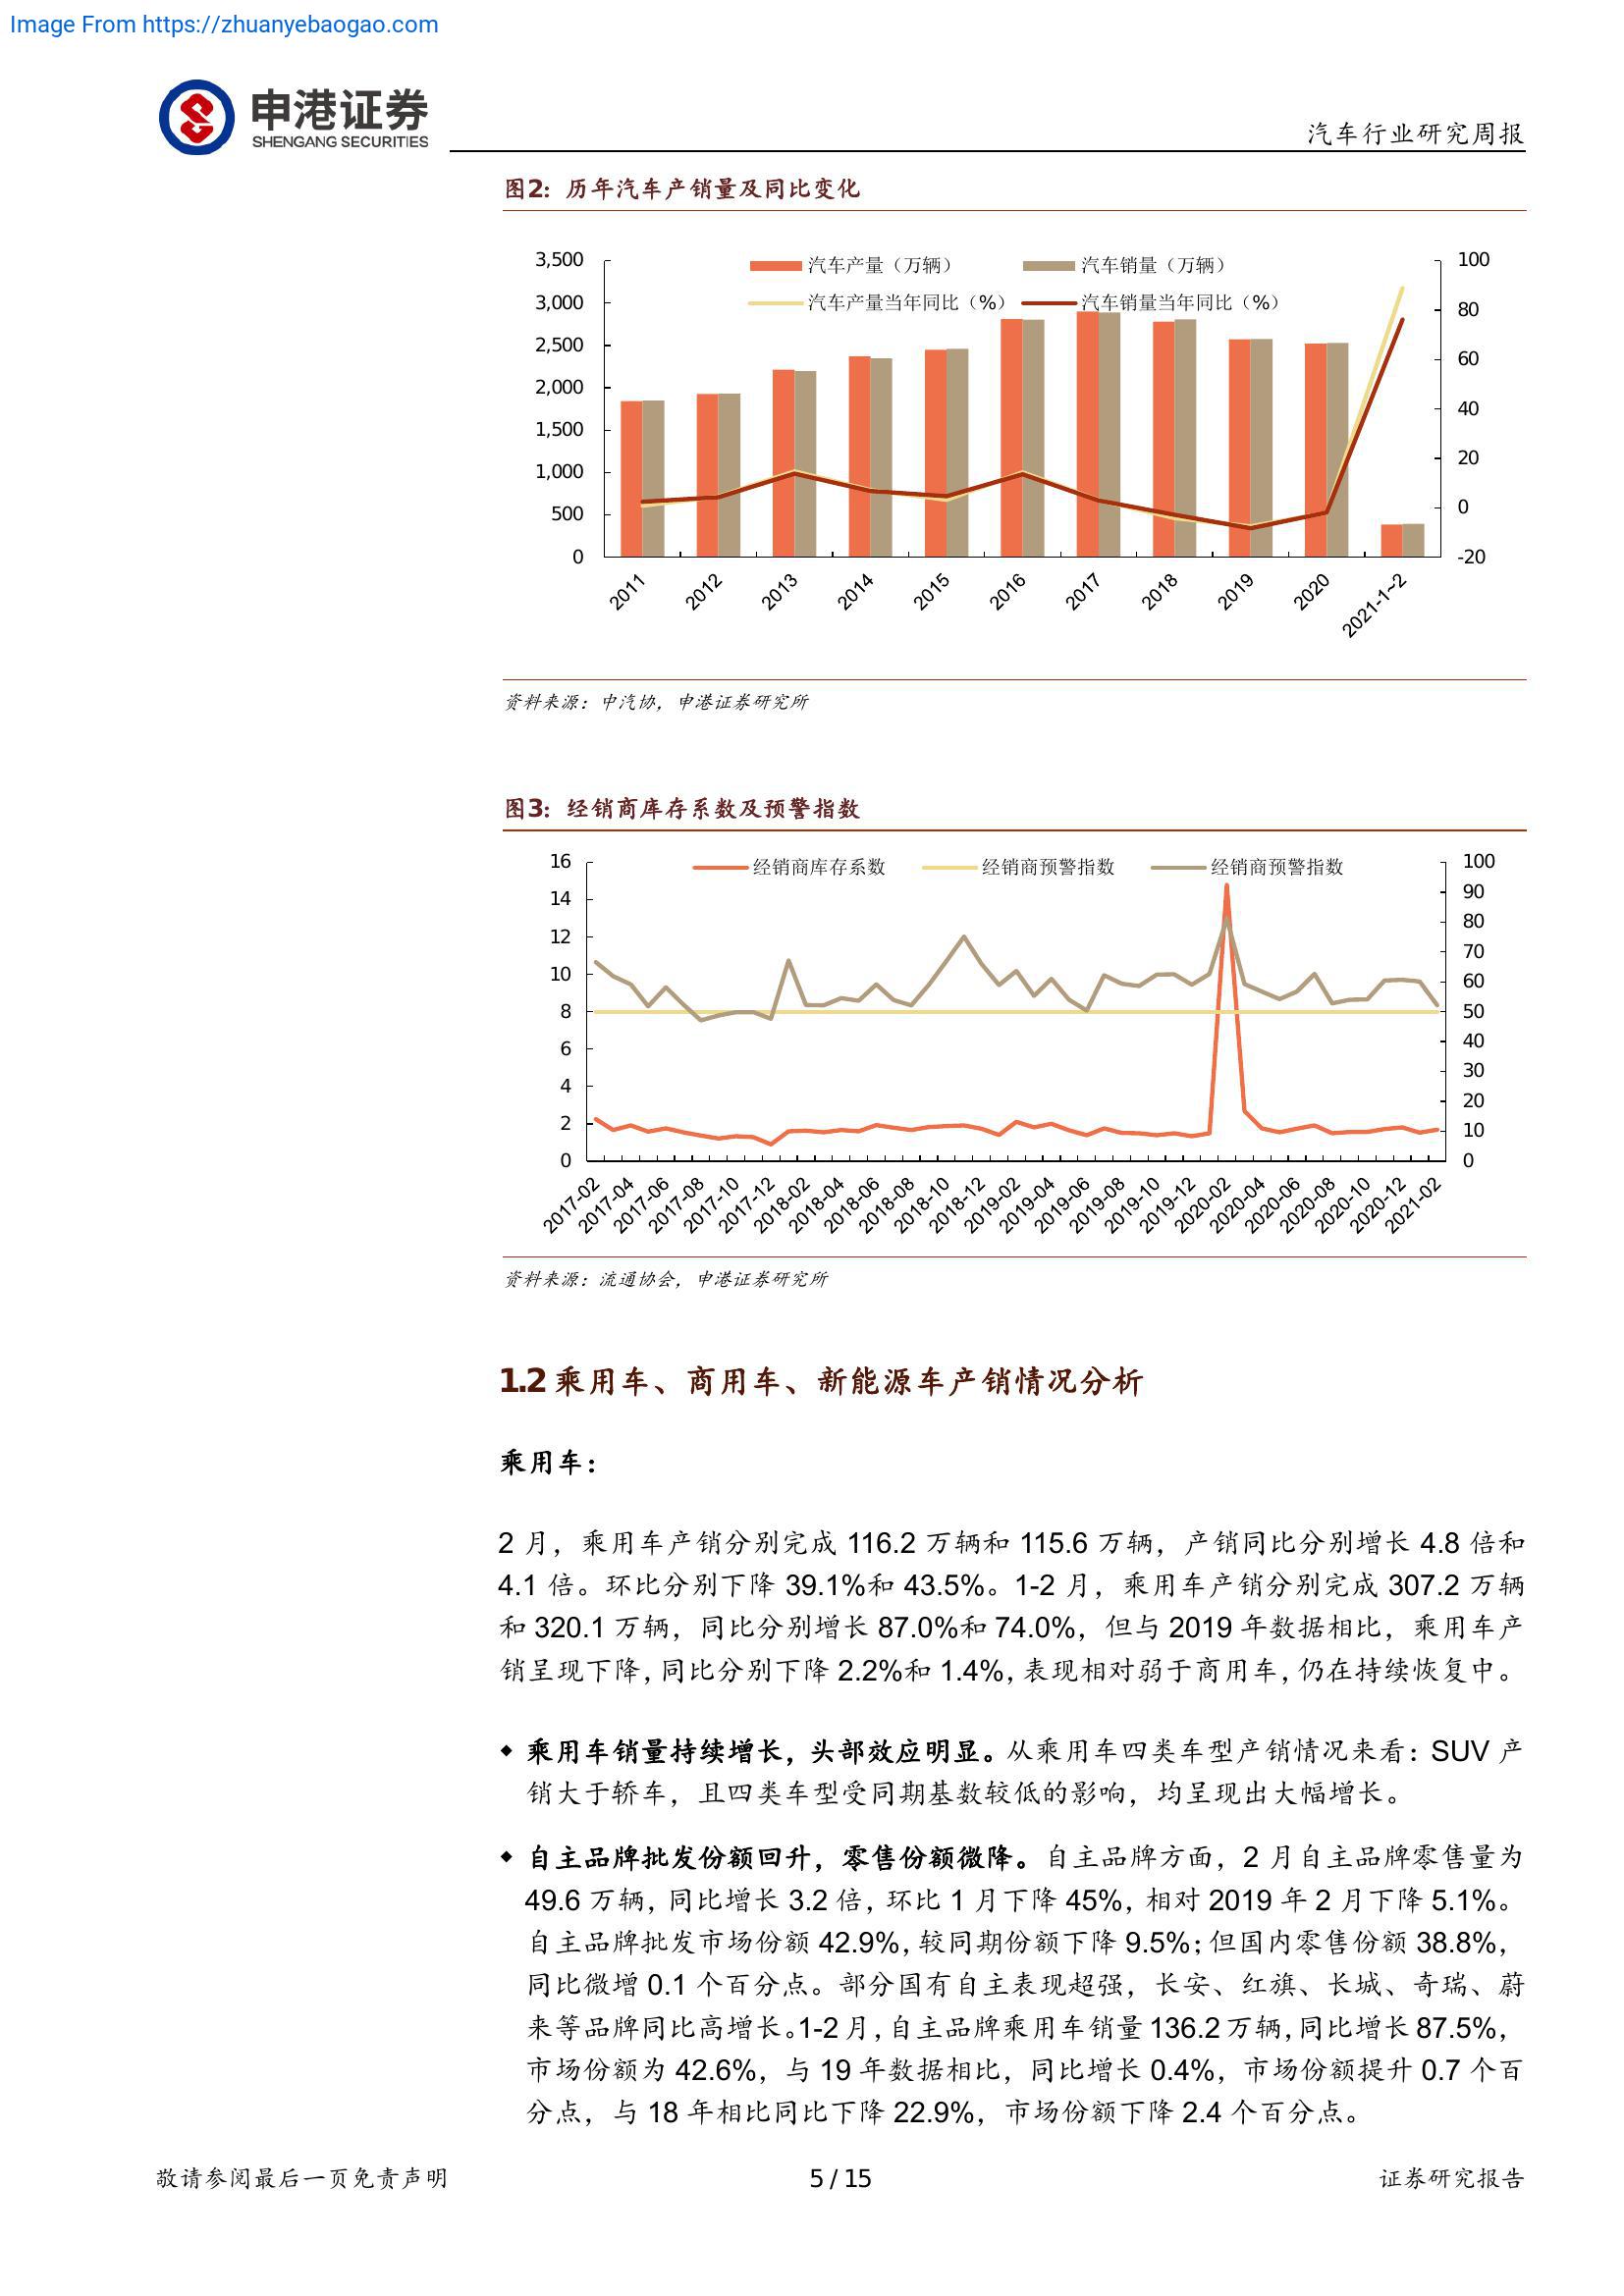 Image From https://zhuanyebaogao.com
申港证券
SHENGANG SECURITIES
汽车行业研究周报
图2：历年汽车产销量及同比变化
汽车产量（万辆） 汽车销量（万辆）
汽车产量当年同比（%） 汽车销量当年同比（%）
3,500
3,000
2,500
2,000
1,500
1,000
500
0
100
80
60
40
20
0
-20
2011 2012 2013 2014 2015 2016 2017 2018 2019 2020 2021-1~2
资料来源：中汽协，申港证券研究所
图3：经销商库存系数及预警指数
经销商库存系数 经销商预警指数 经销商预警指数
16
14
12
10
8
6
4
2
0
100
90
80
70
60
50
40
30
20
10
0
2017-02 2017-04 2017-06 2017-08 2017-10 2017-12 2018-02 2018-04 2018-06 2018-08 2018-10 2018-12 2019-02 2019-04 2019-06 2019-08 2019-10 2019-12 2020-02 2020-04 2020-06 2020-08 2020-10 2020-12 2021-02
资料来源：流通协会，申港证券研究所
1.2 乘用车、商用车、新能源车产销情况分析
乘用车：
2 月，乘用车产销分别完成 116.2 万辆和 115.6 万辆，产销同比分别增长 4.8 倍和
4.1 倍。环比分别下降 39.1%和 43.5%。1-2 月，乘用车产销分别完成 307.2 万辆
和 320.1 万辆，同比分别增长 87.0%和 74.0%，但与 2019 年数据相比，乘用车产
销呈现下降，同比分别下降 2.2%和 1.4%，表现相对弱于商用车，仍在持续恢复中。
◆ 乘用车销量持续增长，头部效应明显。从乘用车四类车型产销情况来看：SUV 产
销大于轿车，且四类车型受同期基数较低的影响，均呈现出大幅增长。
◆ 自主品牌批发份额回升，零售份额微降。自主品牌方面，2 月自主品牌零售量为
49.6 万辆，同比增长 3.2 倍，环比 1 月下降 45%，相对 2019 年 2 月下降 5.1%。
自主品牌批发市场份额 42.9%，较同期份额下降 9.5%；但国内零售份额 38.8%，
同比微增 0.1 个百分点。部分国有自主表现超强，长安、红旗、长城、奇瑞、蔚
来等品牌同比高增长。1-2 月，自主品牌乘用车销量 136.2 万辆，同比增长 87.5%，
市场份额为 42.6%，与 19 年数据相比，同比增长 0.4%，市场份额提升 0.7 个百
分点，与 18 年相比同比下降 22.9%，市场份额下降 2.4 个百分点。
敬请参阅最后一页免责声明
5 / 15
证券研究报告